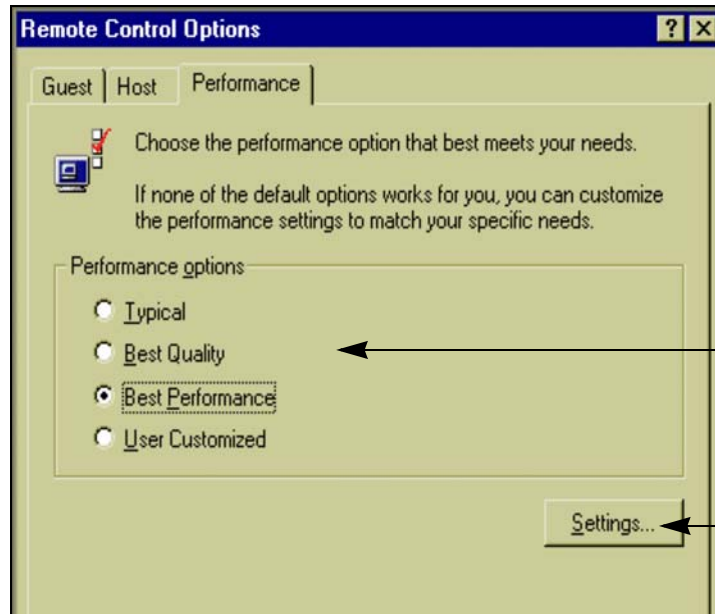 Remote Control Options
Guest
Host
Performance
Choose the performance option that best meets your needs.
If none of the default options works for you, you can customize
the performance settings to match your specific needs.
Performance options
Typical
Best Quality
Best Performance
User Customized
Settings...